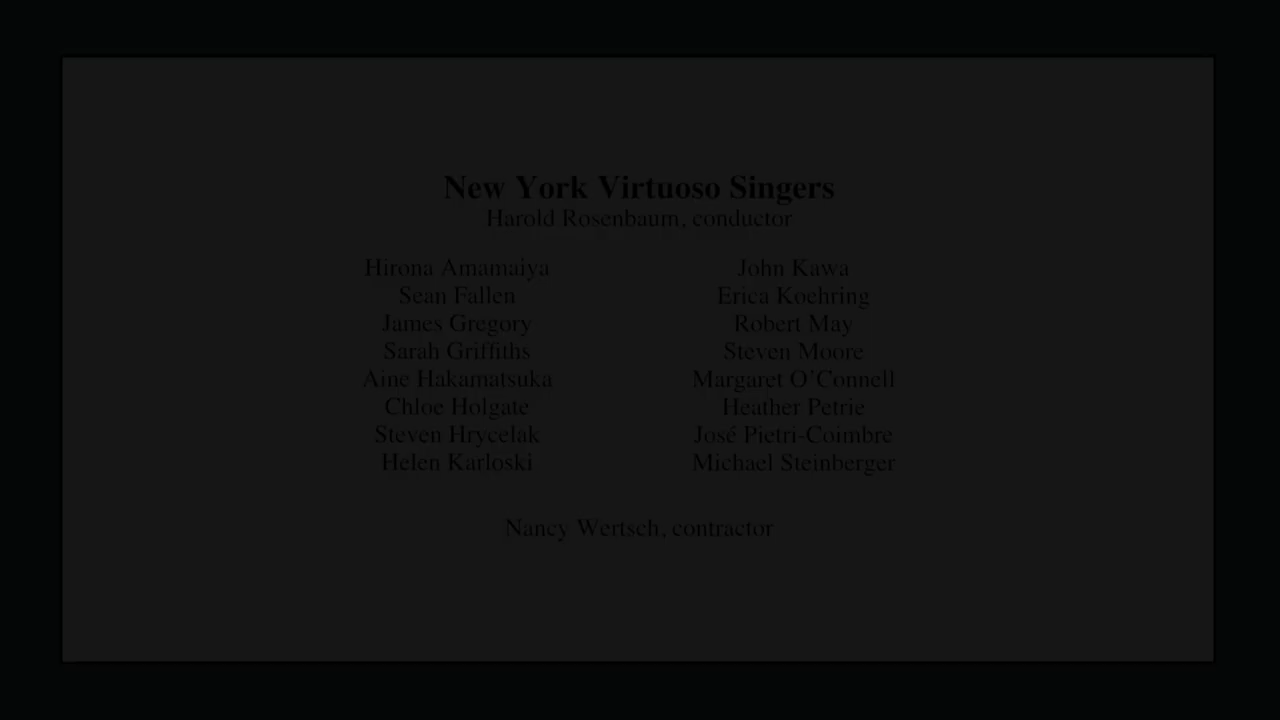 New York Virtuoso Singers
Harold Rosenbaum, conductor
Hirona Amamaiya
Sean Fallen
James Gregory
Sarah Griffiths
Aine Hakamatsuka
Chloe Holgate
Steven Hrycelak
Helen Karloski
John Kawa
Erica Koehring
Robert May
Steven Moore
Margaret O’Connell
Heather Petrie
José Pietri-Coimbre
Michael Steinberger
Nancy Wertsch, contractor